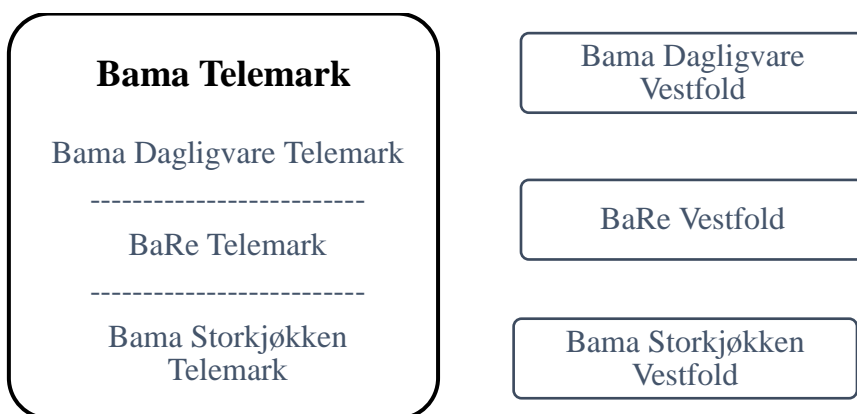 Bama Telemark
Bama Dagligvare Telemark
--------------------------
BaRe Telemark
--------------------------
Bama Storkjøkken
Telemark
Bama Dagligvare
Vestfold
BaRe Vestfold
Bama Storkjøkken
Vestfold